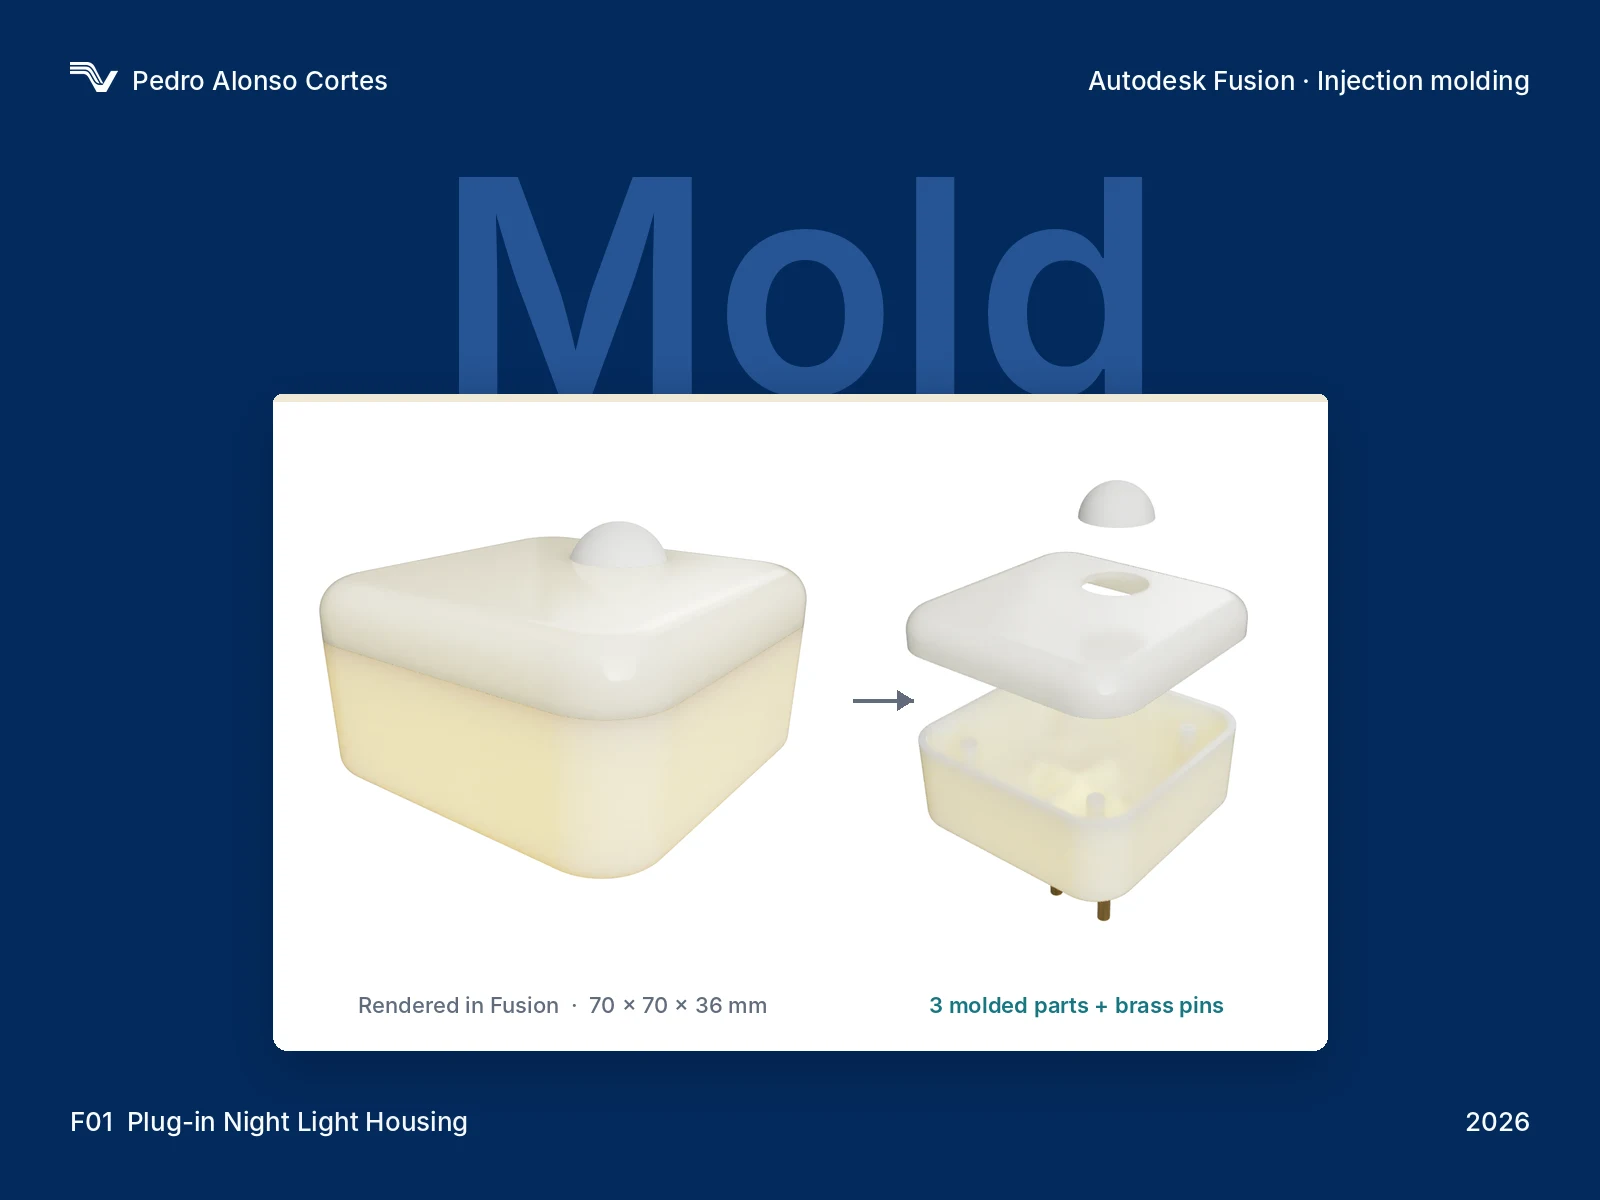 Pedro Alonso Cortes
Autodesk Fusion · Injection molding
Mold
Rendered in Fusion · 70 × 70 × 36 mm
3 molded parts + brass pins
F01 Plug-in Night Light Housing
2026